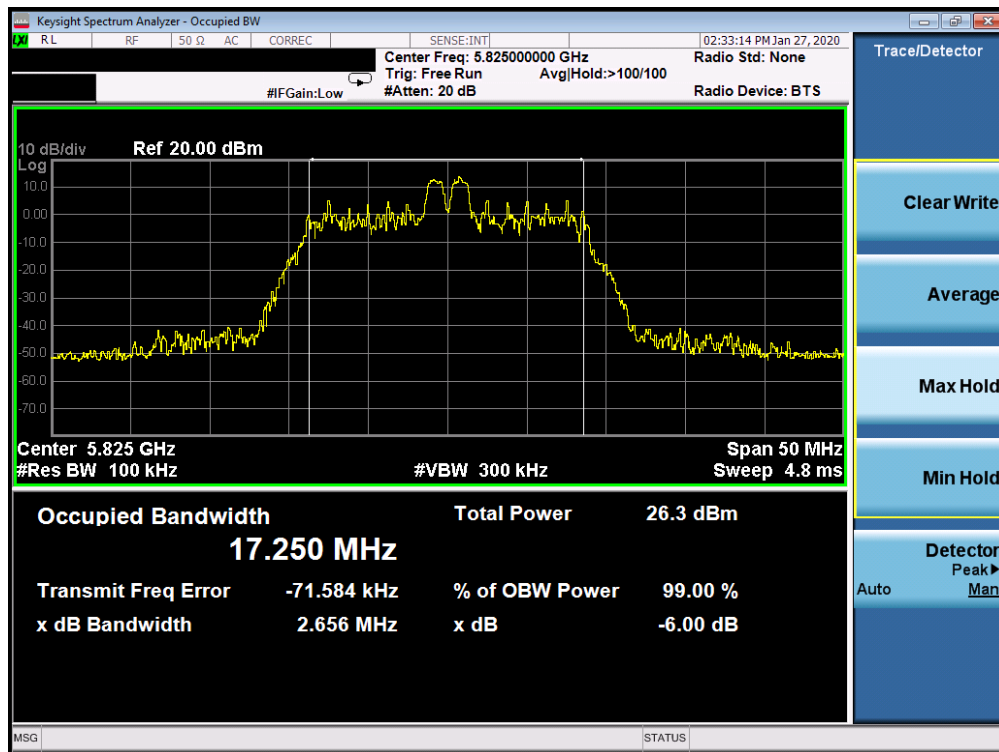 Keysight Spectrum Analyzer - Occupied BW
LXI RL RF 50 Ω AC CORREC SENSE:INT 02:33:14 PM Jan 27, 2020
Center Freq: 5.825000000 GHz Radio Std: None
Trig: Free Run Avg|Hold:>100/100
#IFGain:Low #Atten: 20 dB Radio Device: BTS
10 dB/div Ref 20.00 dBm
Log
10.0
0.00
-10.0
-20.0
-30.0
-40.0
-50.0
-60.0
-70.0
Center 5.825 GHz Span 50 MHz
#Res BW 100 kHz #VBW 300 kHz Sweep 4.8 ms
Occupied Bandwidth Total Power 26.3 dBm
17.250 MHz
Transmit Freq Error -71.584 kHz % of OBW Power 99.00 %
x dB Bandwidth 2.656 MHz x dB -6.00 dB
MSG STATUS
Trace/Detector
Clear Write
Average
Max Hold
Min Hold
Detector
Peak▶
Auto Man